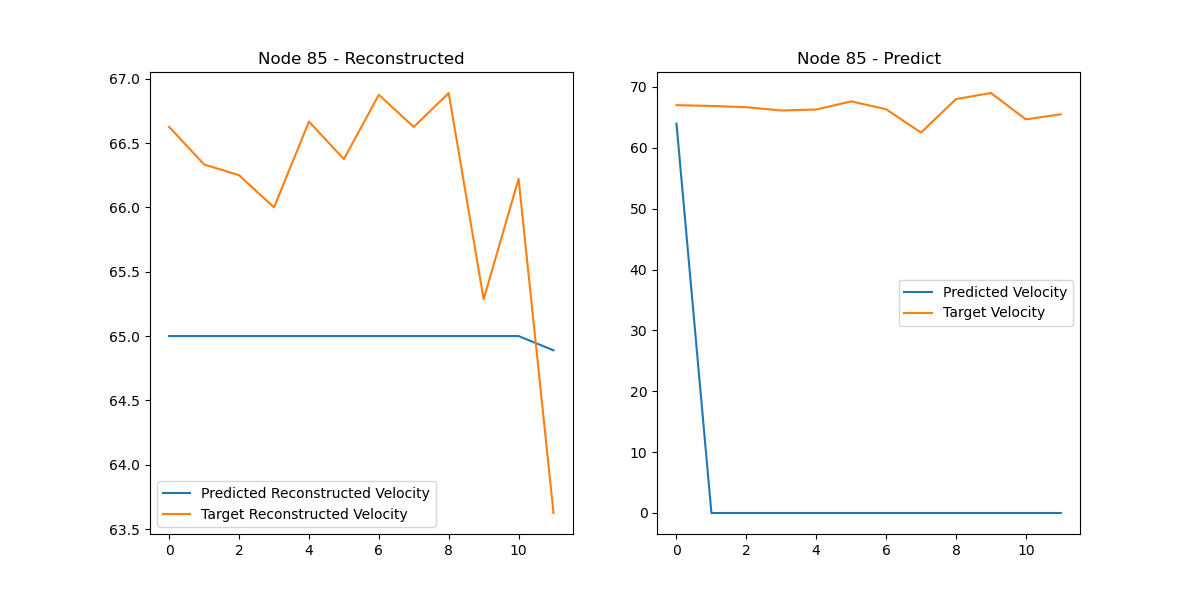 Node 85 - Reconstructed
67.0
66.5
66.0
65.5
65.0
64.5
64.0
63.5
0 2 4 6 8 10
Predicted Reconstructed Velocity
Target Reconstructed Velocity
Node 85 - Predict
70
60
50
40
30
20
10
0
0 2 4 6 8 10
Predicted Velocity
Target Velocity